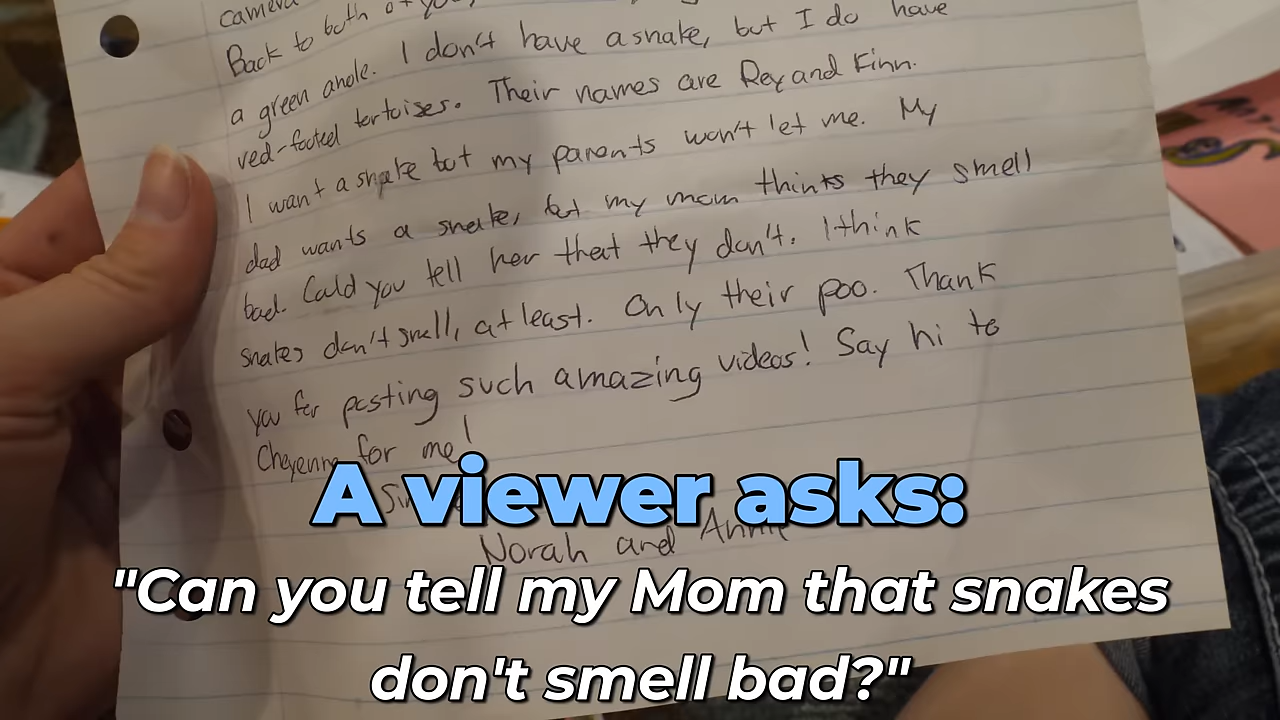 camera
Back to both of you,
a green anole. I don't have a snake, but I do have
red-footed tortoises. Their names are Rey and Finn.
I want a snake but my parents won't let me. My
dad wants a snake, but my mom thinks they smell
bad. Cald you tell her that they don't. I think
snakes don't smell, at least. Only their poo. Thank
you for posting such amazing videos! Say hi to
Cheyenne for me!
A viewer asks:
Norah and Annie
"Can you tell my Mom that snakes
don't smell bad?"